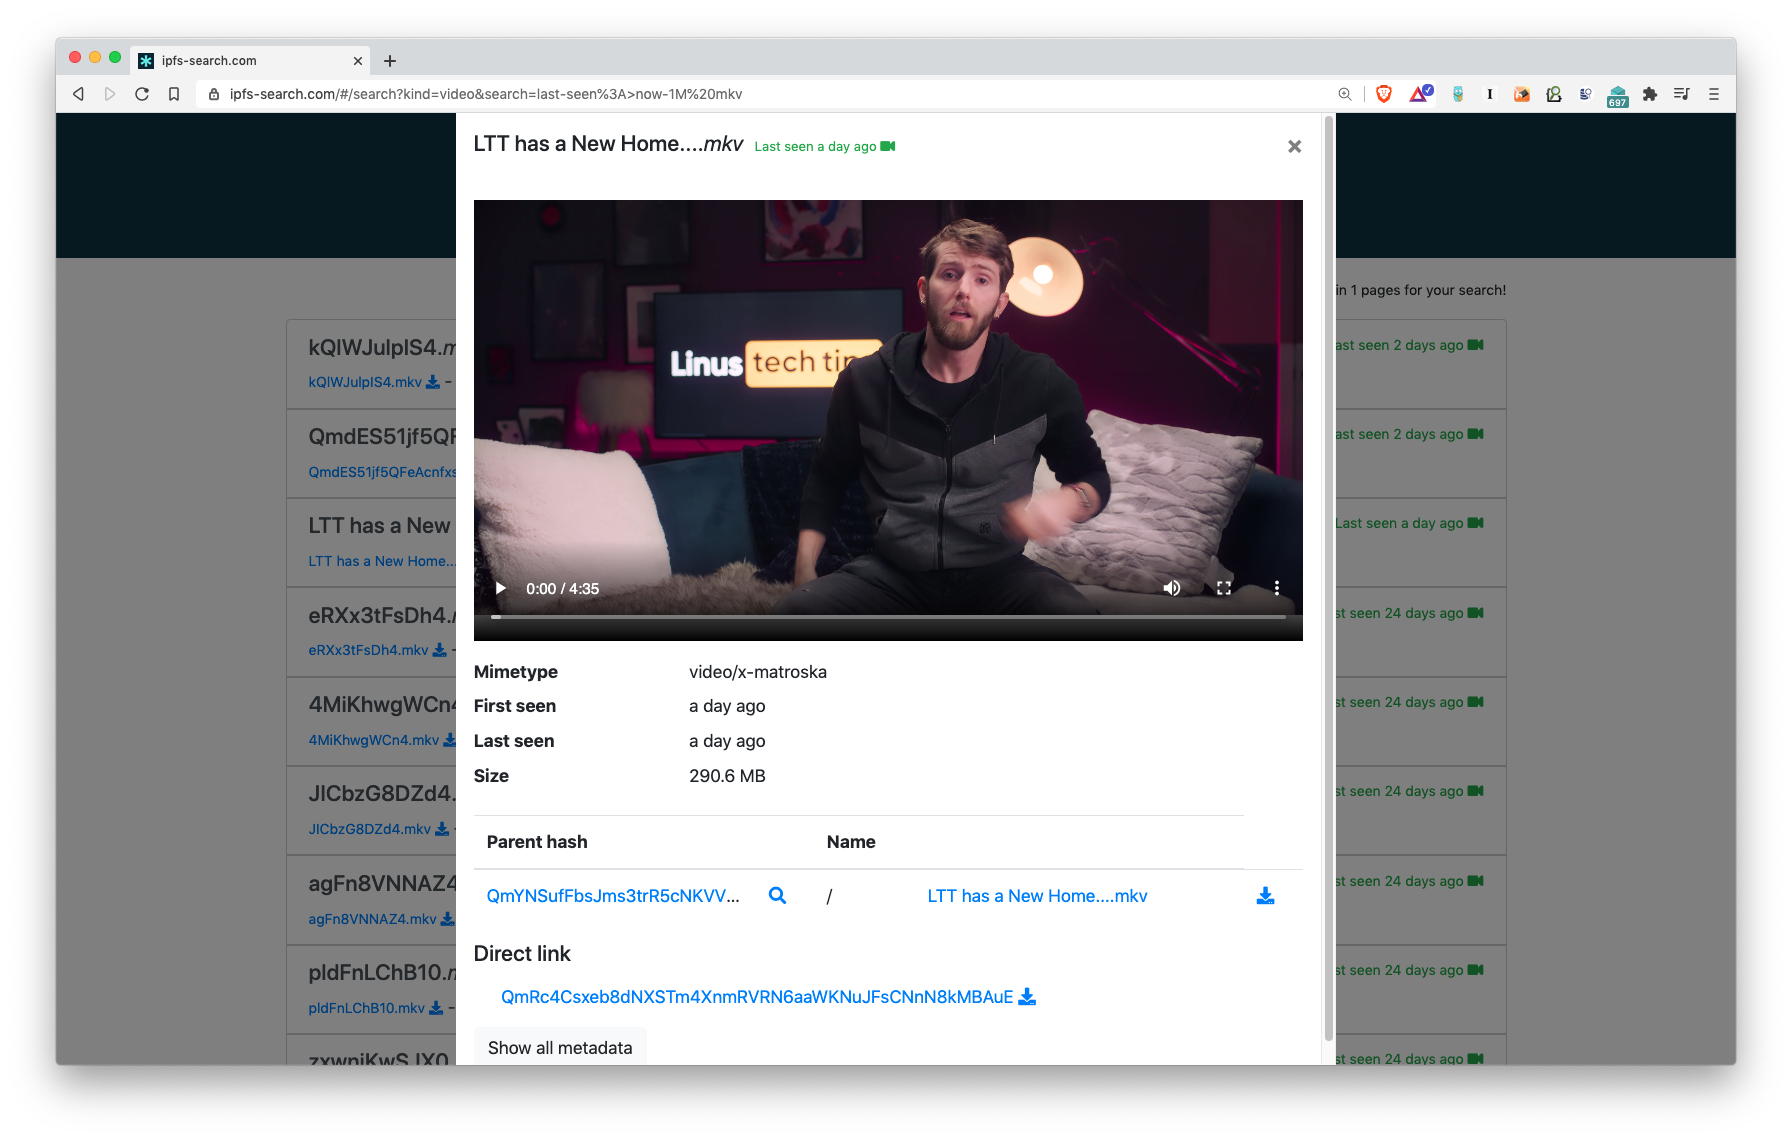 ipfs-search.com
ipfs-search.com/#/search?kind=video&search=last-seen%3A>now-1M%20mkv
I
697
LTT has a New Home....mkv Last seen a day ago
in 1 pages for your search!
Linus tech tip
0:00 / 4:35
Mimetype video/x-matroska
First seen a day ago
Last seen a day ago
Size 290.6 MB
Parent hash Name
QmYNSufFbsJms3trR5cNKVV... / LTT has a New Home....mkv
Direct link
QmRc4Csxeb8dNXSTm4XnmRVRN6aaWKNuJFsCNnN8kMBAuE
Show all metadata
kQlWJulpIS4.m
kQlWJulpIS4.mkv -
ast seen 2 days ago
QmdES51jf5QF
QmdES51jf5QFeAcnfxs
ast seen 2 days ago
LTT has a New
LTT has a New Home...
Last seen a day ago
eRXx3tFsDh4.
eRXx3tFsDh4.mkv -
st seen 24 days ago
4MiKhwgWCn4
4MiKhwgWCn4.mkv
st seen 24 days ago
JICbzG8DZd4.
JICbzG8DZd4.mkv -
st seen 24 days ago
agFn8VNNAZ4
agFn8VNNAZ4.mkv
st seen 24 days ago
pldFnLChB10.m
pldFnLChB10.mkv -
st seen 24 days ago
st seen 24 days ago